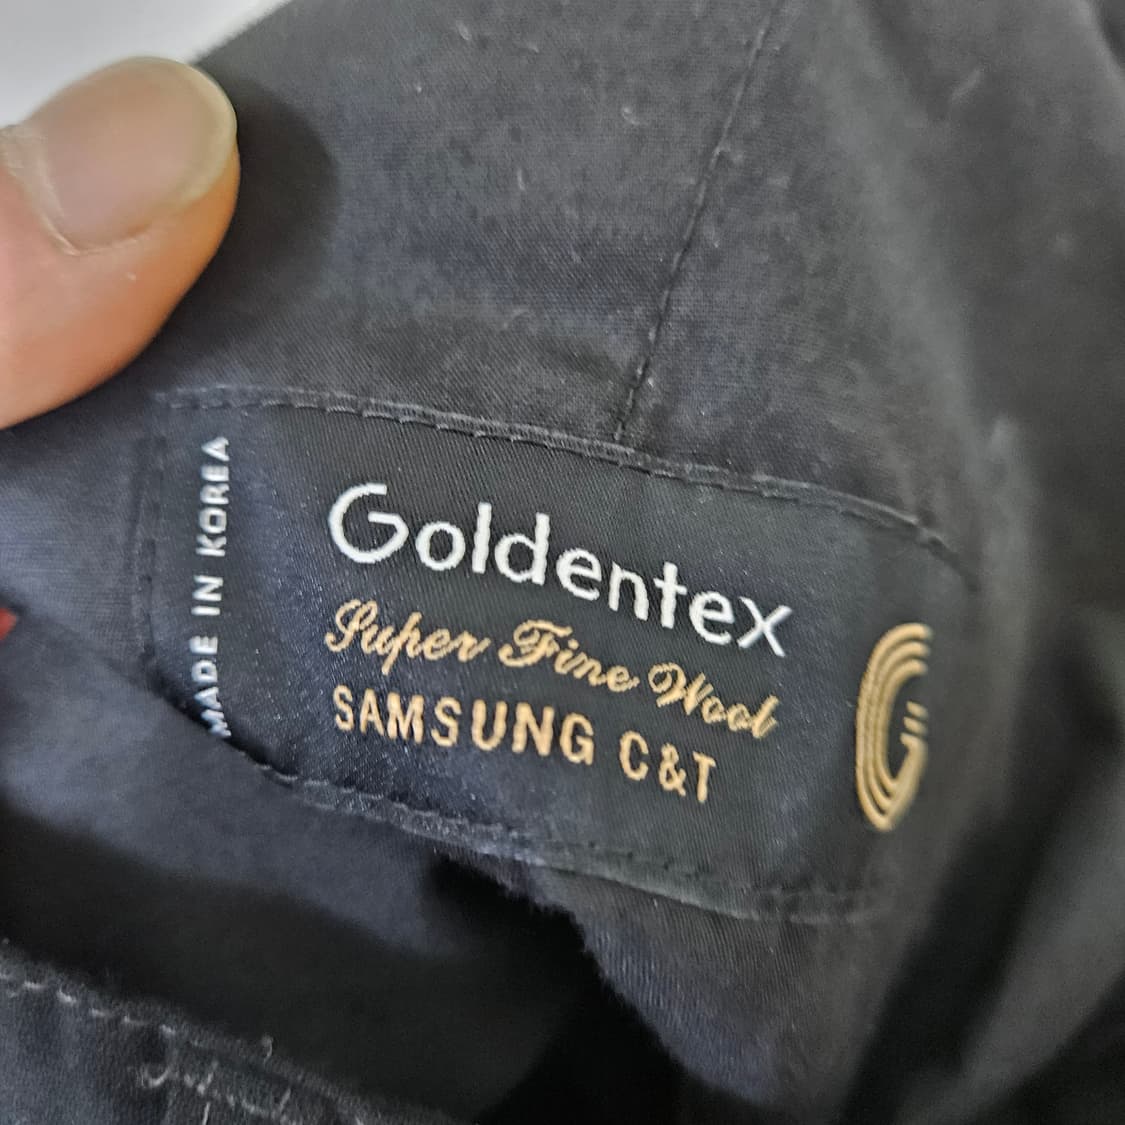 MADE IN KOREA
Goldentex
Super Fine Wool
SAMSUNG C&T
G